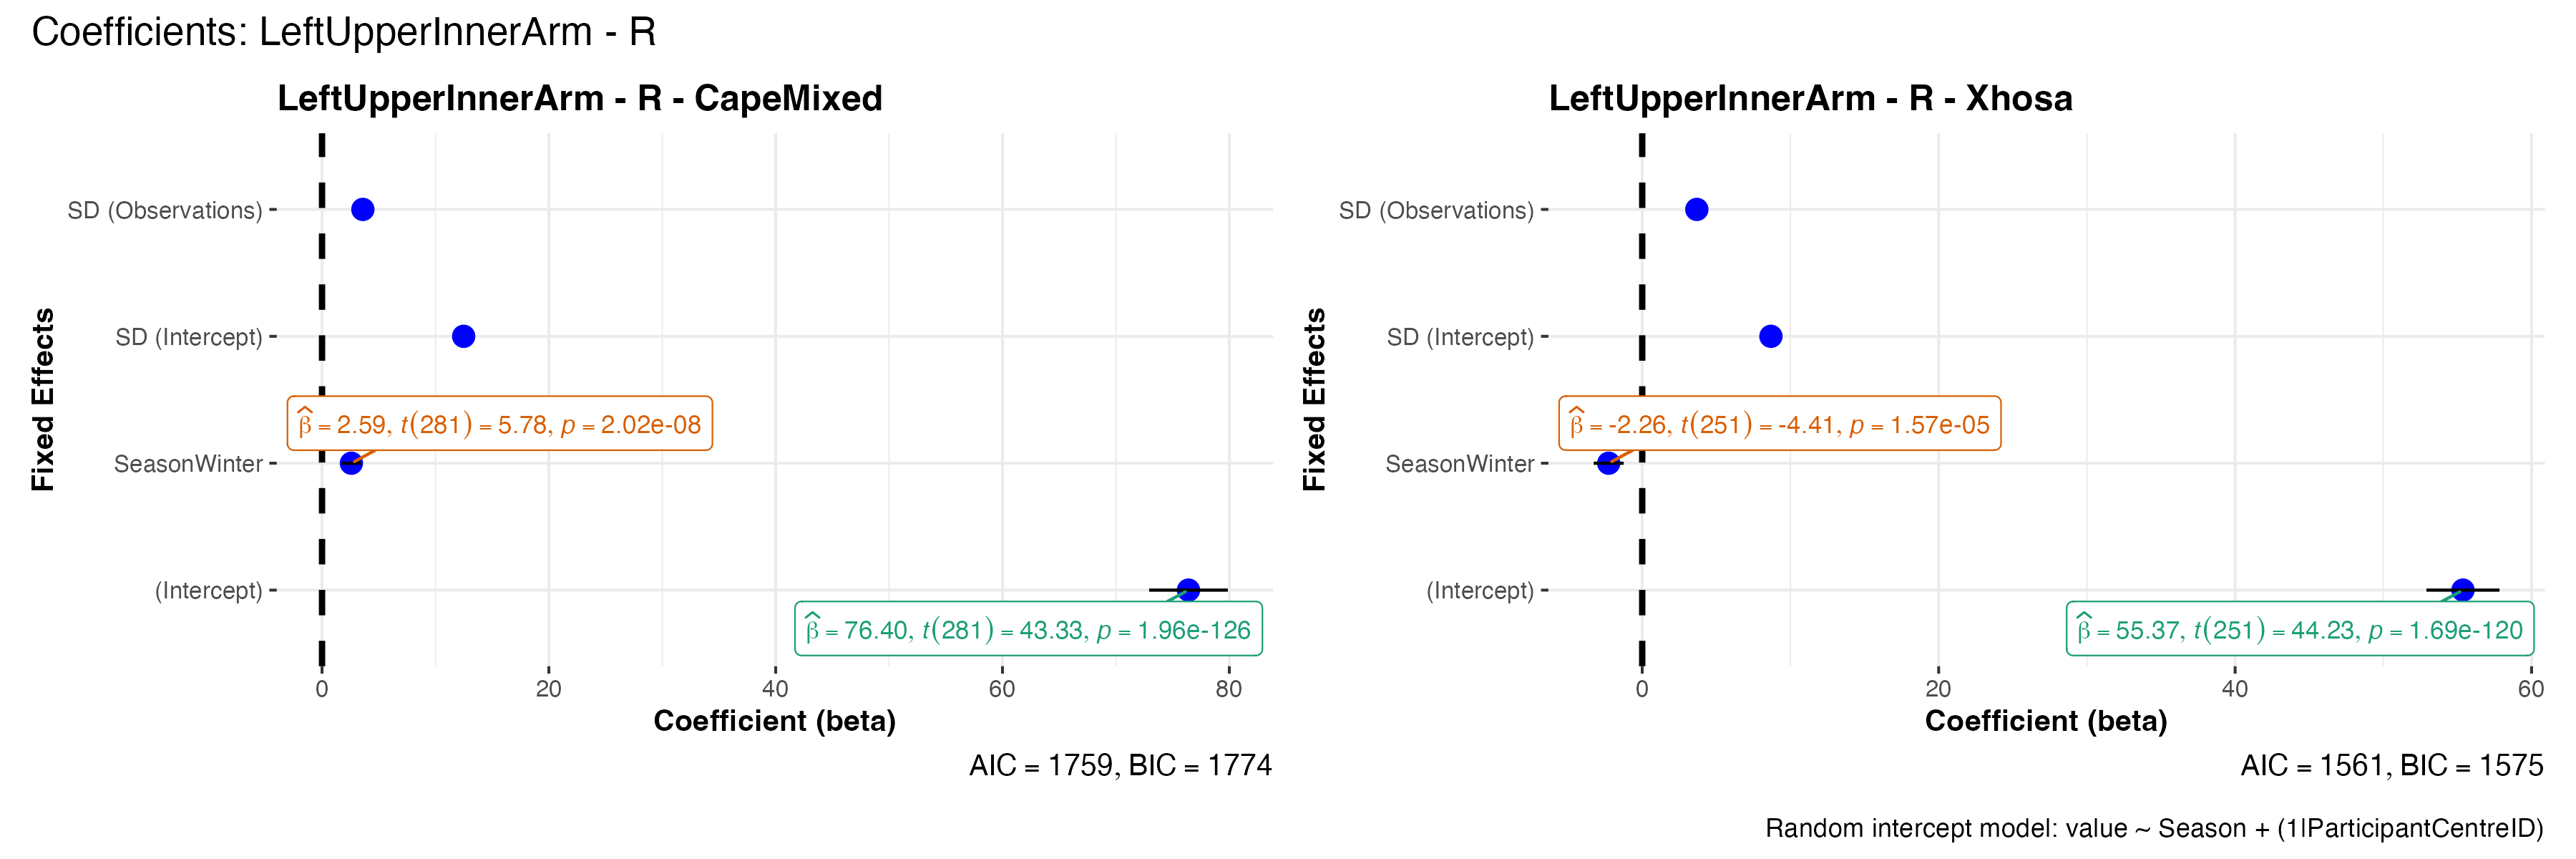 Coefficients: LeftUpperInnerArm - R
LeftUpperInnerArm - R - CapeMixed
Fixed Effects
SD (Observations)
SD (Intercept)
β̂ = 2.59, t(281) = 5.78, p = 2.02e-08
SeasonWinter
(Intercept)
β̂ = 76.40, t(281) = 43.33, p = 1.96e-126
0 20 40 60 80
Coefficient (beta)
AIC = 1759, BIC = 1774
LeftUpperInnerArm - R - Xhosa
Fixed Effects
SD (Observations)
SD (Intercept)
β̂ = -2.26, t(251) = -4.41, p = 1.57e-05
SeasonWinter
(Intercept)
β̂ = 55.37, t(251) = 44.23, p = 1.69e-120
0 20 40 60
Coefficient (beta)
AIC = 1561, BIC = 1575
Random intercept model: value ~ Season + (1|ParticipantCentreID)